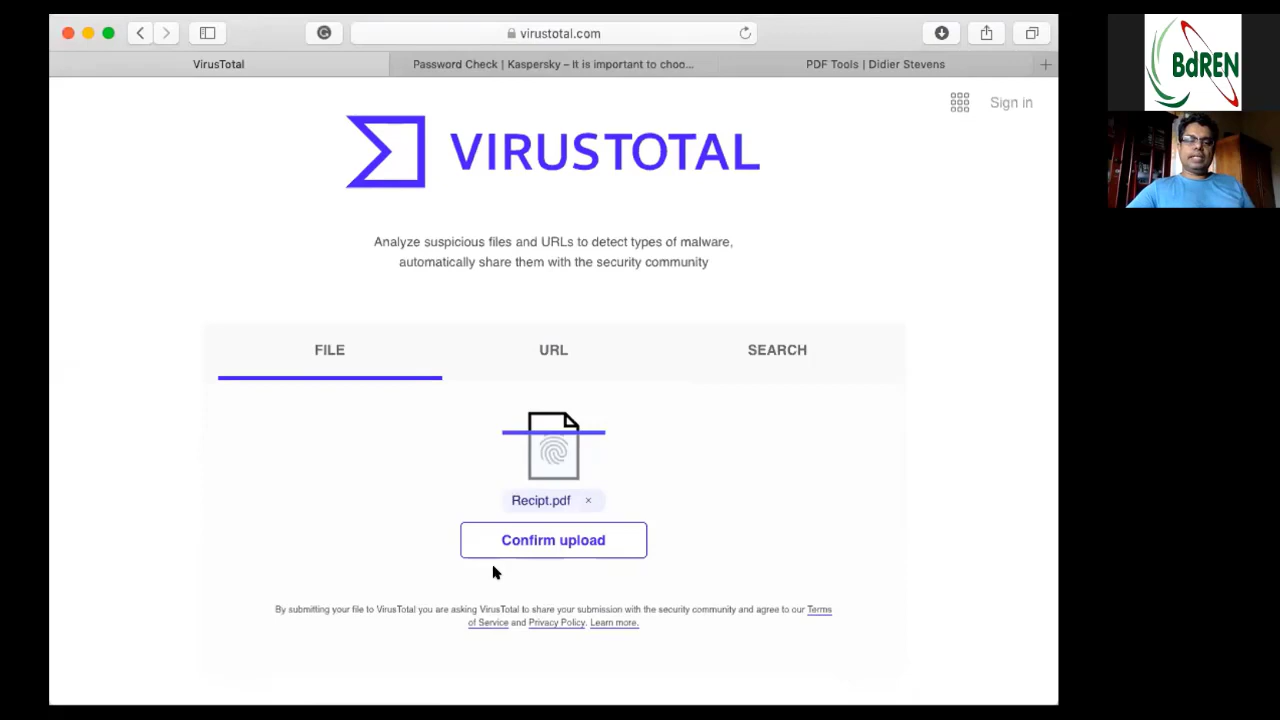 virustotal.com
VirusTotal
Password Check | Kaspersky – It is important to choo...
PDF Tools | Didier Stevens
Sign in
VIRUSTOTAL
Analyze suspicious files and URLs to detect types of malware,
automatically share them with the security community
FILE
URL
SEARCH
Recipt.pdf
Confirm upload
By submitting your file to VirusTotal you are asking VirusTotal to share your submission with the security community and agree to our Terms
of Service and Privacy Policy. Learn more.
BdREN